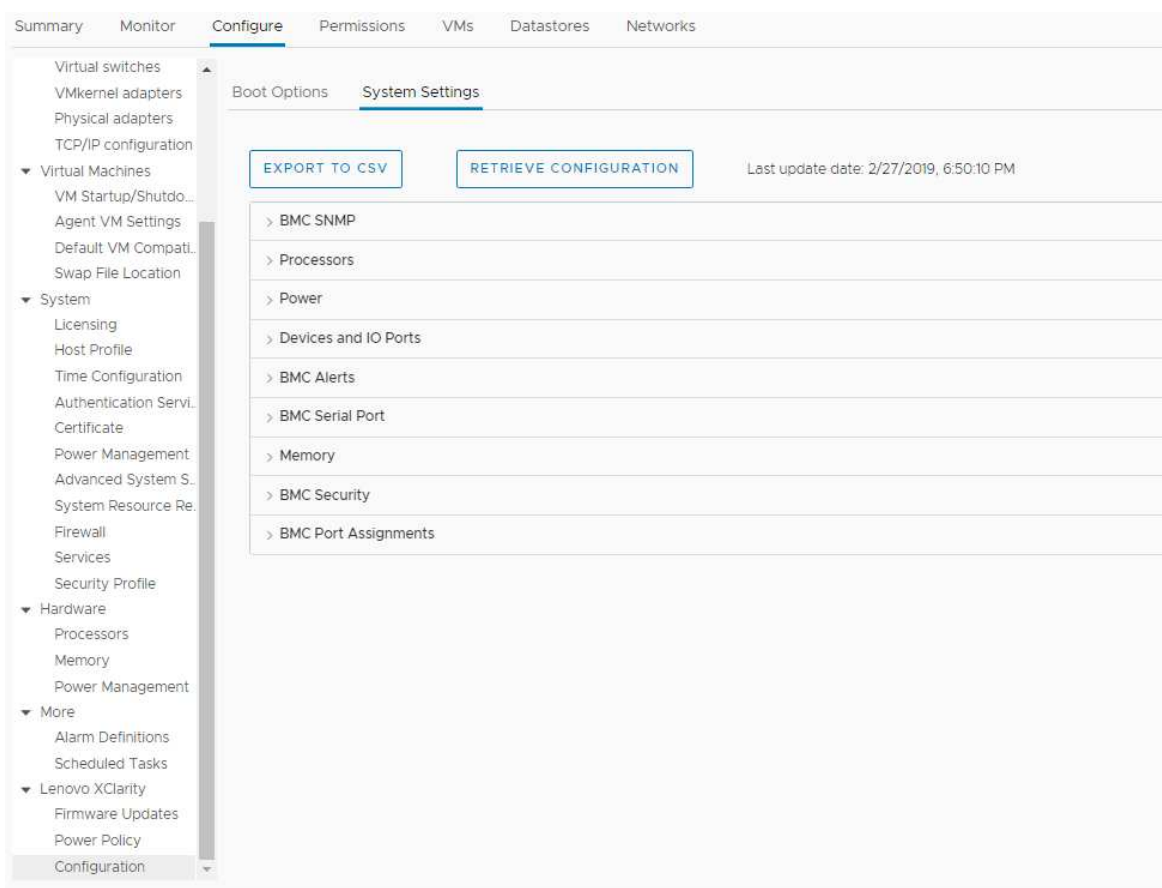 Summary Monitor Configure Permissions VMs Datastores Networks
Virtual switches
VMkernel adapters
Physical adapters
TCP/IP configuration
Virtual Machines
VM Startup/Shutdo...
Agent VM Settings
Default VM Compati..
Swap File Location
System
Licensing
Host Profile
Time Configuration
Authentication Servi..
Certificate
Power Management
Advanced System S..
System Resource Re.
Firewall
Services
Security Profile
Hardware
Processors
Memory
Power Management
More
Alarm Definitions
Scheduled Tasks
Lenovo XClarity
Firmware Updates
Power Policy
Configuration
Boot Options System Settings
EXPORT TO CSV RETRIEVE CONFIGURATION Last update date: 2/27/2019, 6:50:10 PM
BMC SNMP
Processors
Power
Devices and IO Ports
BMC Alerts
BMC Serial Port
Memory
BMC Security
BMC Port Assignments